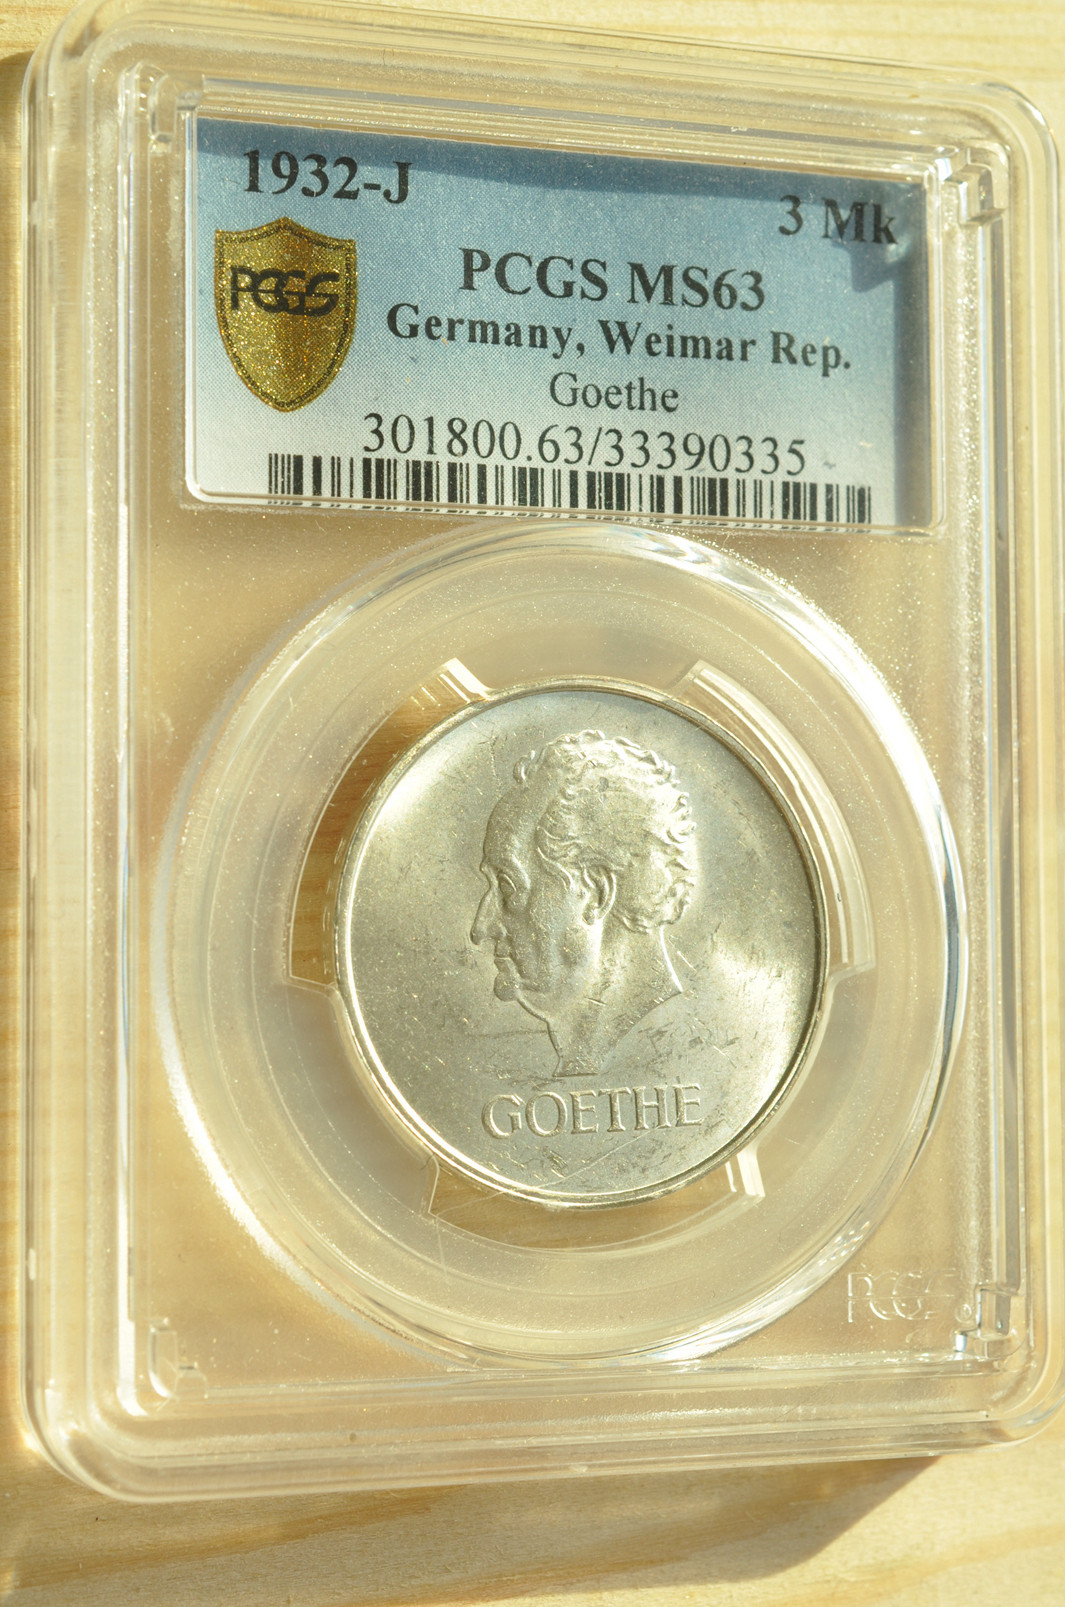 1932-J
3 Mk
PCGS
PCGS MS63
Germany, Weimar Rep.
Goethe
301800.63/33390335
GOETHE
PCGS